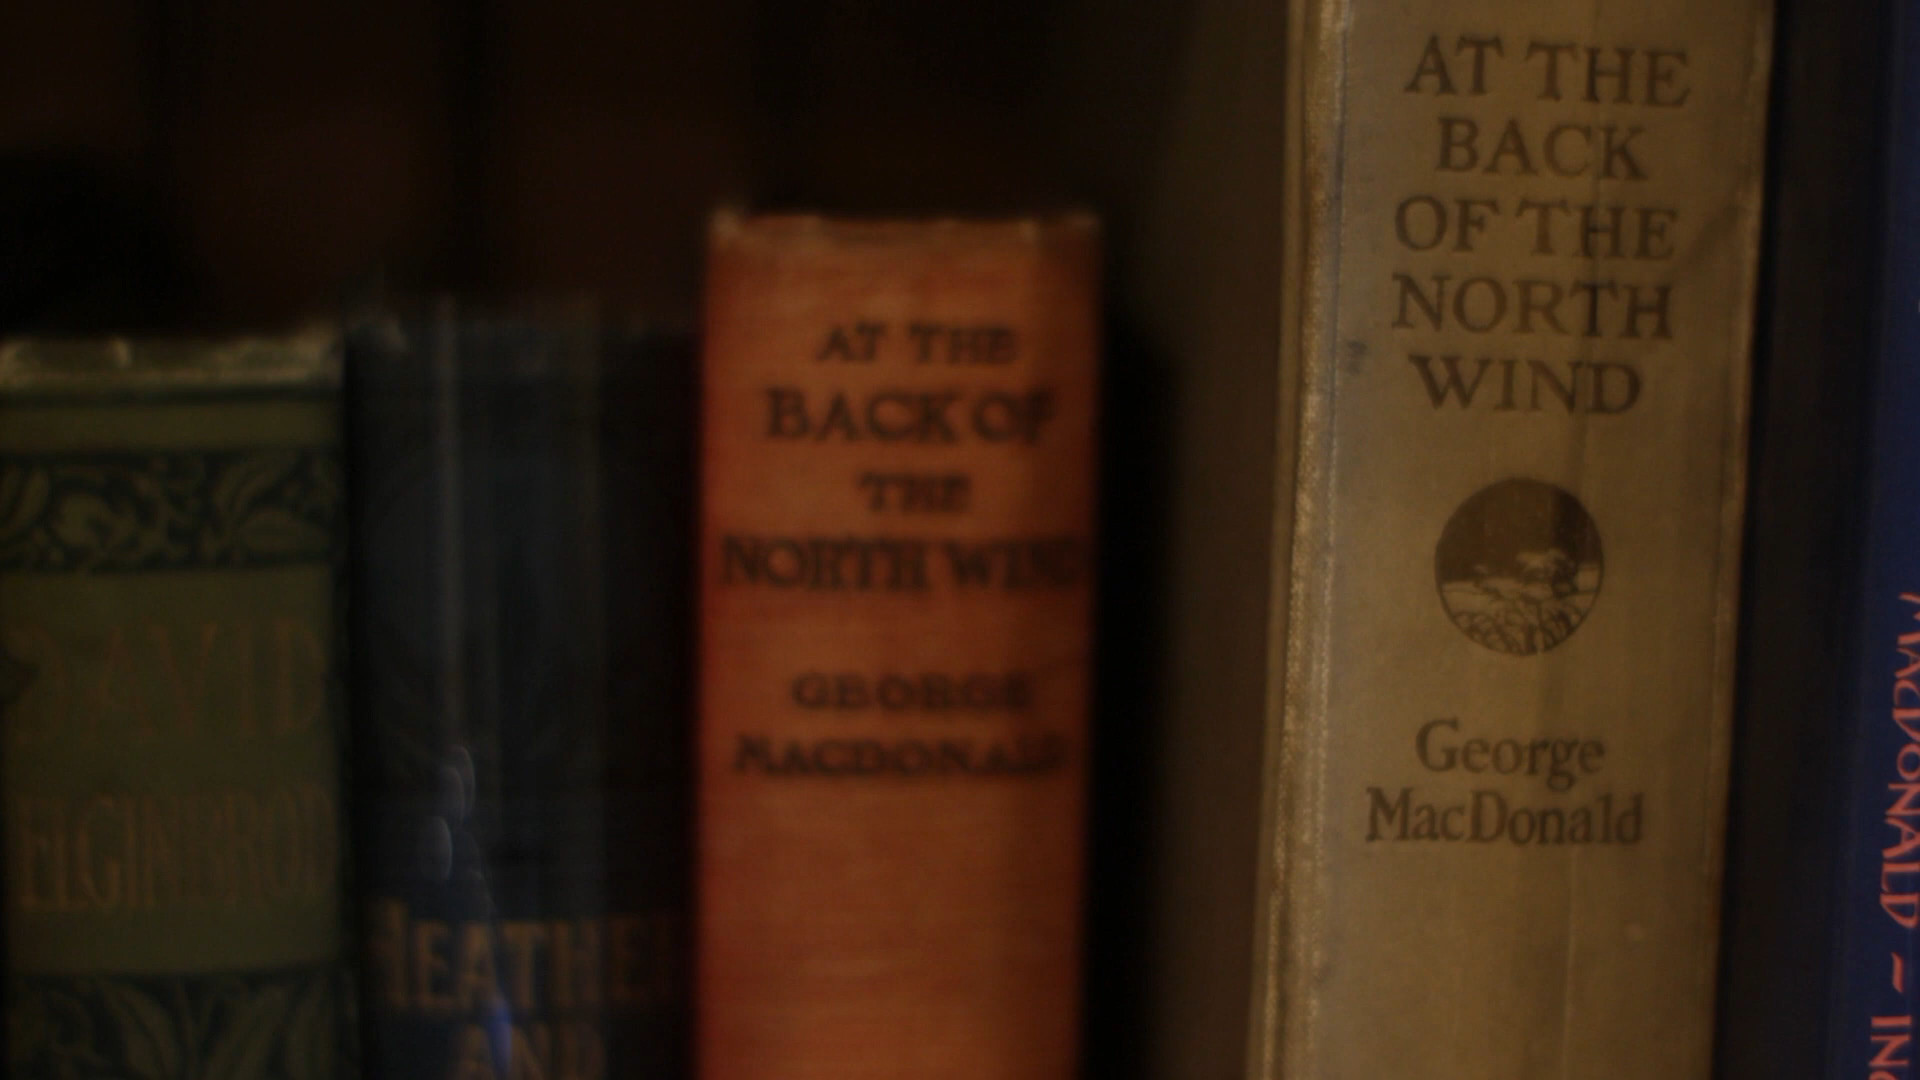 DAVID
ELGINBROD
HEATHER
AND
AT THE
BACK OF
THE
NORTH WIND
GEORGE
MACDONALD
AT THE
BACK
OF THE
NORTH
WIND
George
MacDonald
MACDONALD ~